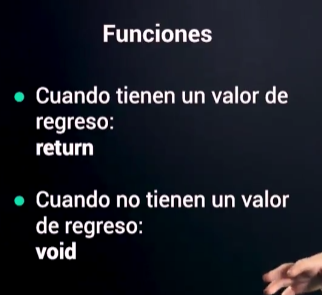 Funciones
Cuando tienen un valor de
regreso:
return
Cuando no tienen un valor
de regreso:
void